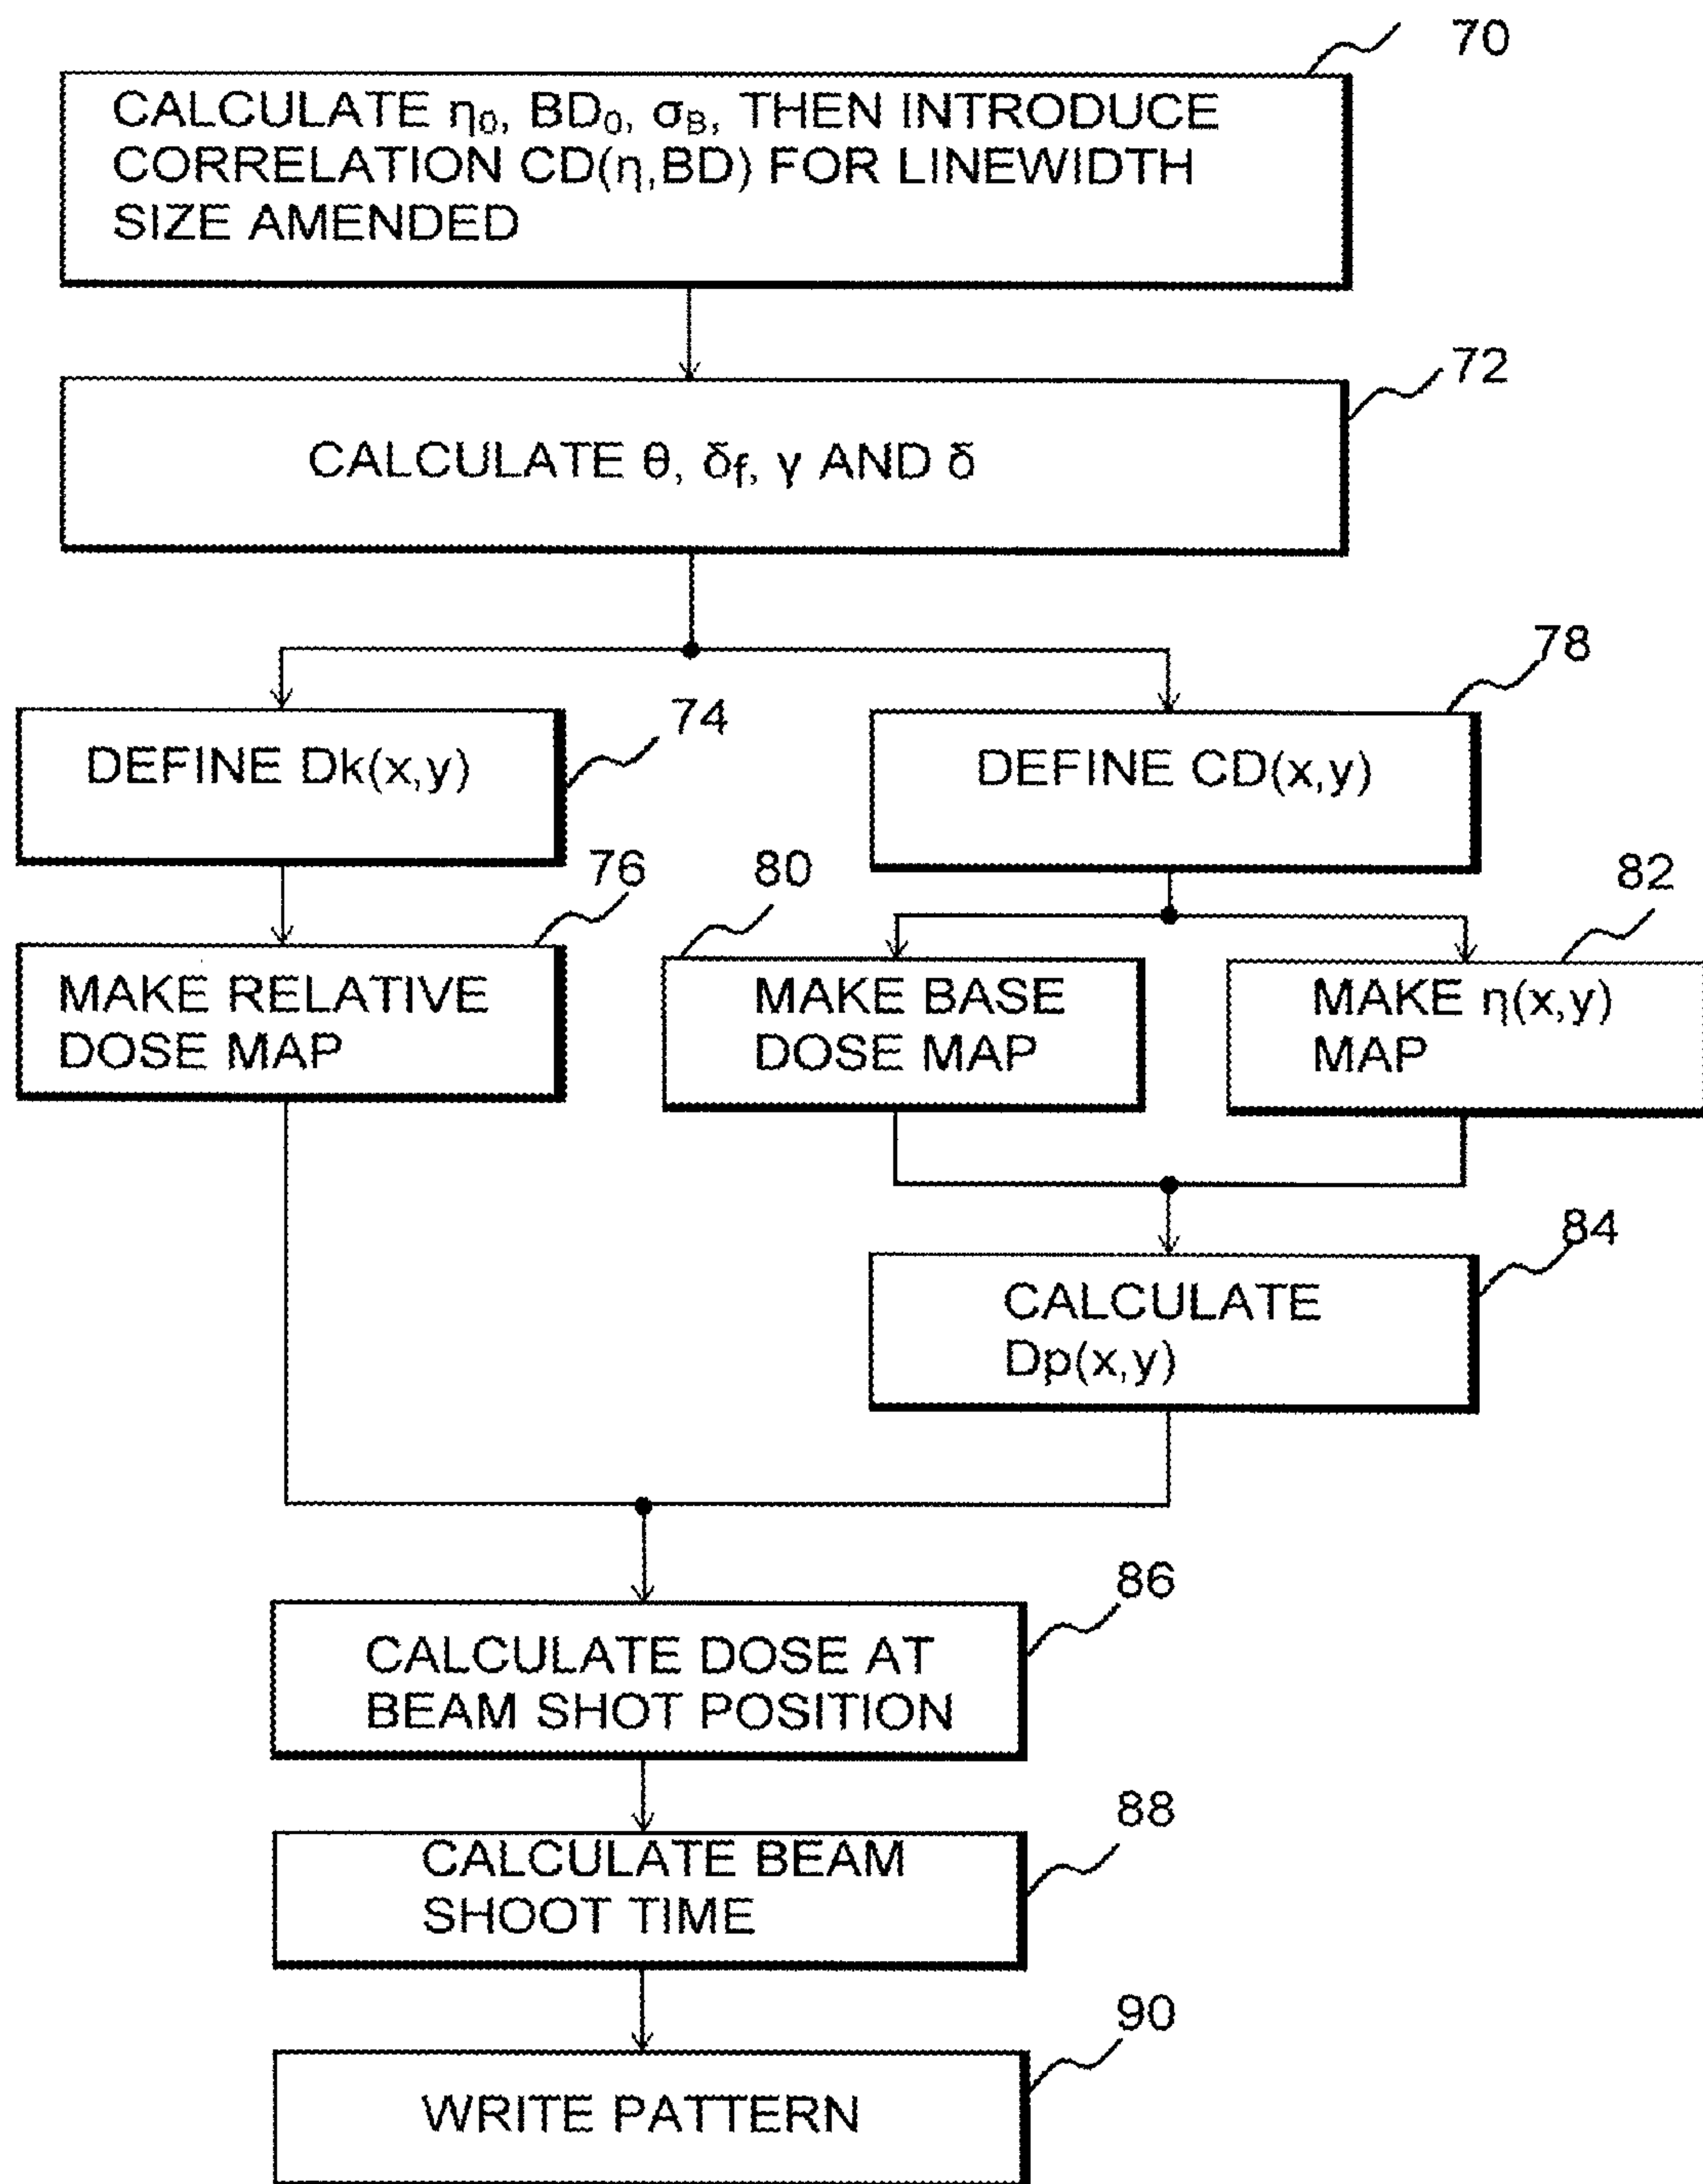 70
CALCULATE η₀, BD₀, σB, THEN INTRODUCE
CORRELATION CD(η,BD) FOR LINEWIDTH
SIZE AMENDED
72
CALCULATE θ, δf, γ AND δ
74
DEFINE Dk(x,y)
78
DEFINE CD(x,y)
76
MAKE RELATIVE
DOSE MAP
80
MAKE BASE
DOSE MAP
82
MAKE η(x,y)
MAP
84
CALCULATE
Dp(x,y)
86
CALCULATE DOSE AT
BEAM SHOT POSITION
88
CALCULATE BEAM
SHOOT TIME
90
WRITE PATTERN